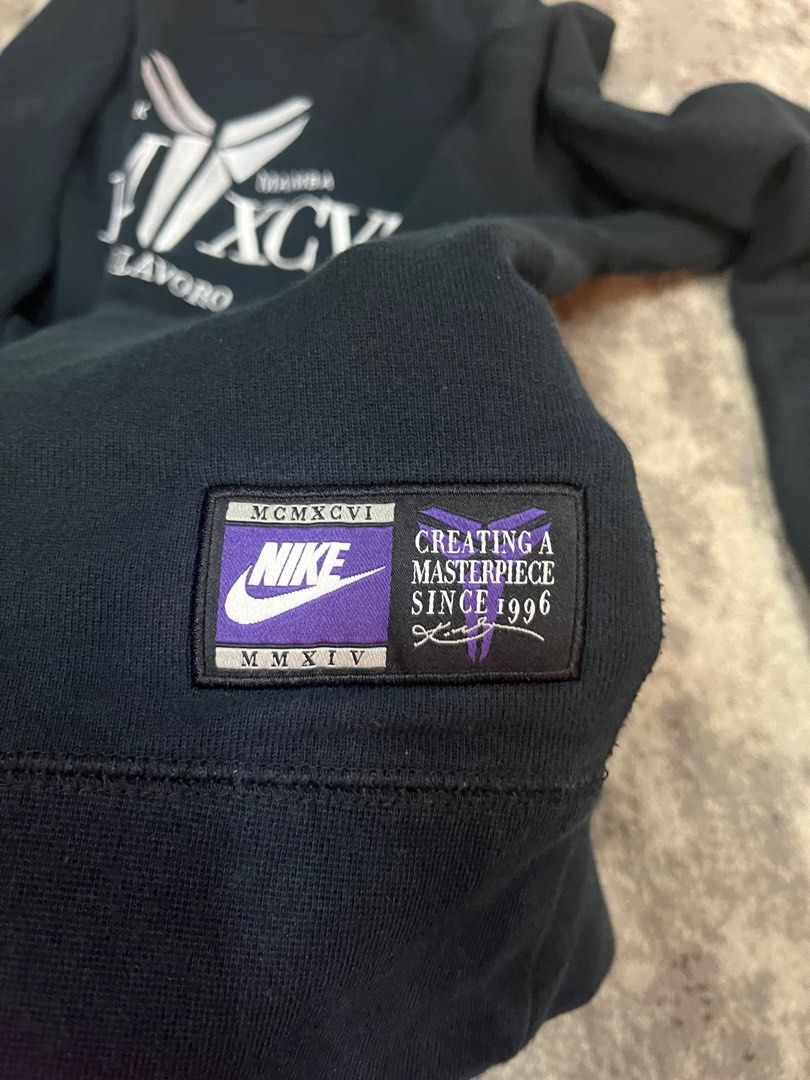 K
MAMBA
XCV
LAVORO
MCMXCVI
NIKE
MMXIV
CREATING A
MASTERPIECE
SINCE 1996